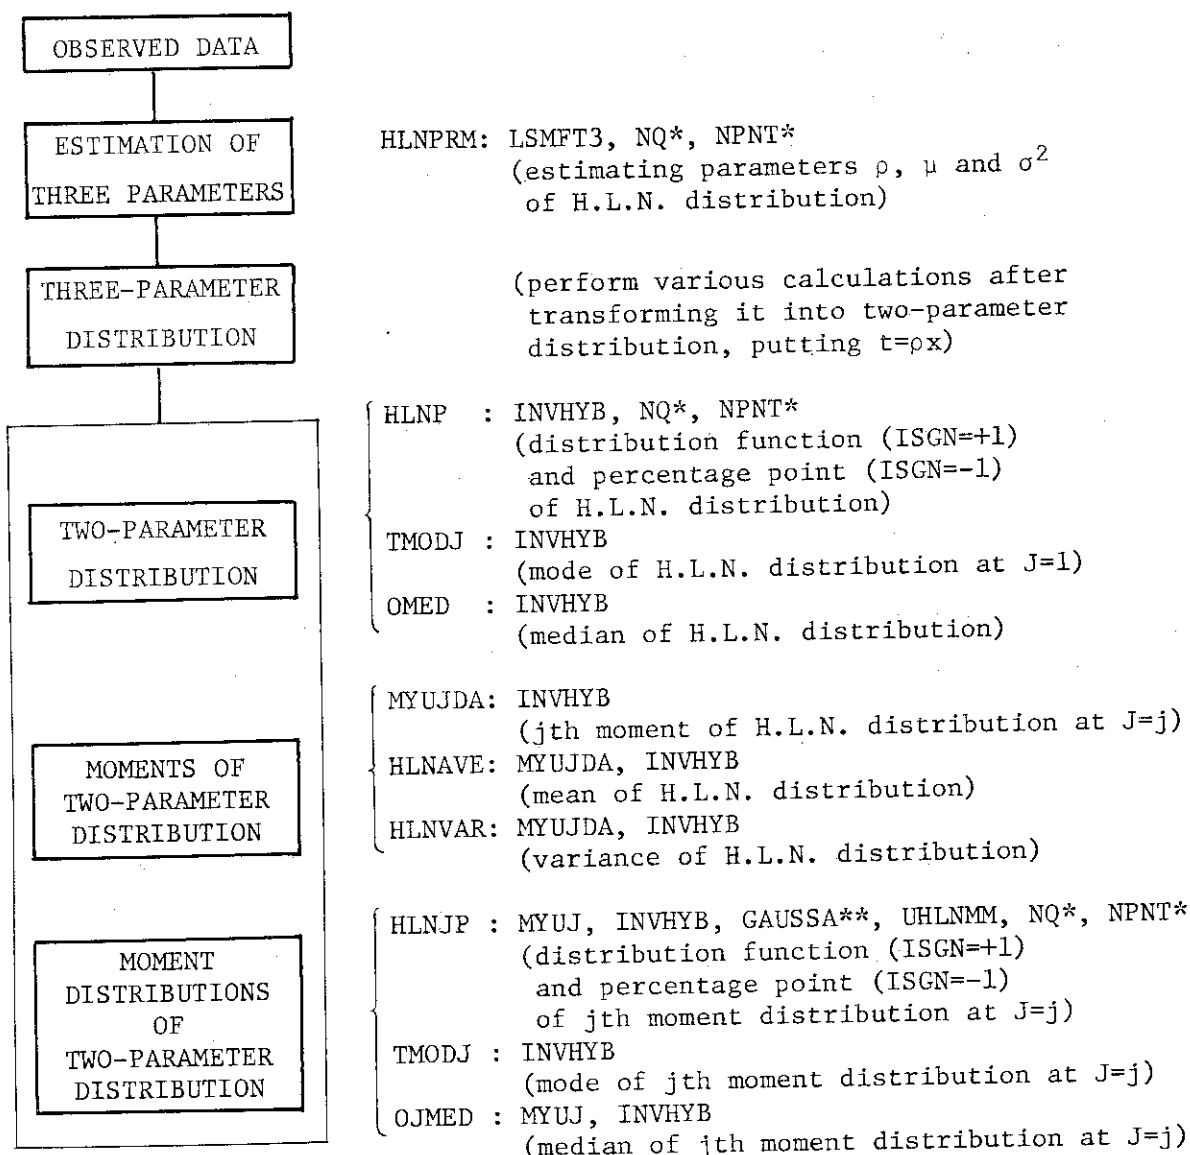 OBSERVED DATA
ESTIMATION OF
THREE PARAMETERS
HLNPRM: LSMFT3, NQ*, NPNT*
(estimating parameters ρ, μ and σ²
of H.L.N. distribution)
THREE-PARAMETER
DISTRIBUTION
(perform various calculations after
transforming it into two-parameter
distribution, putting t=ρx)
TWO-PARAMETER
DISTRIBUTION
HLNP : INVHYB, NQ*, NPNT*
(distribution function (ISGN=+1)
and percentage point (ISGN=-1)
of H.L.N. distribution)
TMODJ : INVHYB
(mode of H.L.N. distribution at J=1)
OMED : INVHYB
(median of H.L.N. distribution)
MOMENTS OF
TWO-PARAMETER
DISTRIBUTION
MYUJDA: INVHYB
(jth moment of H.L.N. distribution at J=j)
HLNAVE: MYUJDA, INVHYB
(mean of H.L.N. distribution)
HLNVAR: MYUJDA, INVHYB
(variance of H.L.N. distribution)
MOMENT
DISTRIBUTIONS
OF
TWO-PARAMETER
DISTRIBUTION
HLNJP : MYUJ, INVHYB, GAUSSA**, UHLNMM, NQ*, NPNT*
(distribution function (ISGN=+1)
and percentage point (ISGN=-1)
of jth moment distribution at J=j)
TMODJ : INVHYB
(mode of jth moment distribution at J=j)
OJMED : MYUJ, INVHYB
(median of jth moment distribution at J=j)